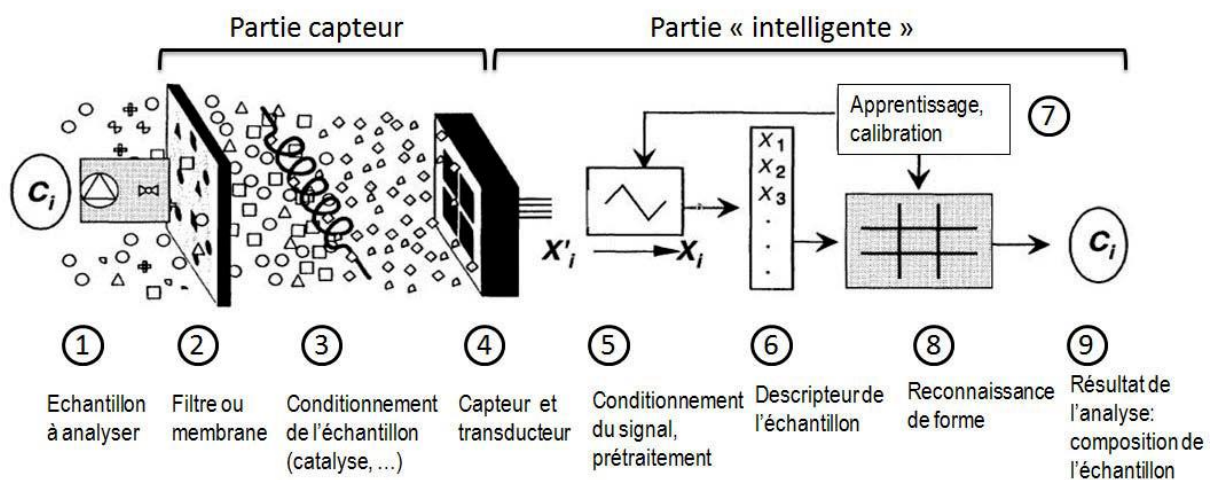 Partie capteur
Partie « intelligente »
Apprentissage,
calibration
7
C i
X 1
X 2
X 3
.
.
.
X' i
X i
C i
1
2
3
4
5
6
8
9
Echantillon
à analyser
Filtre ou
membrane
Conditionnement
de l'échantillon
(catalyse, …)
Capteur et
transducteur
Conditionnement
du signal,
prétraitement
Descripteur de
l'échantillon
Reconnaissance
de forme
Résultat de
l'analyse:
composition de
l'échantillon